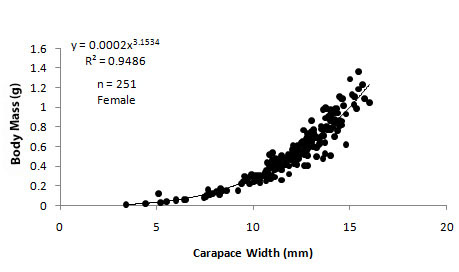 y = 0.0002x^3.1534
R² = 0.9486
n = 251
Female
Body Mass (g)
1.6
1.4
1.2
1
0.8
0.6
0.4
0.2
0
0 5 10 15 20
Carapace Width (mm)